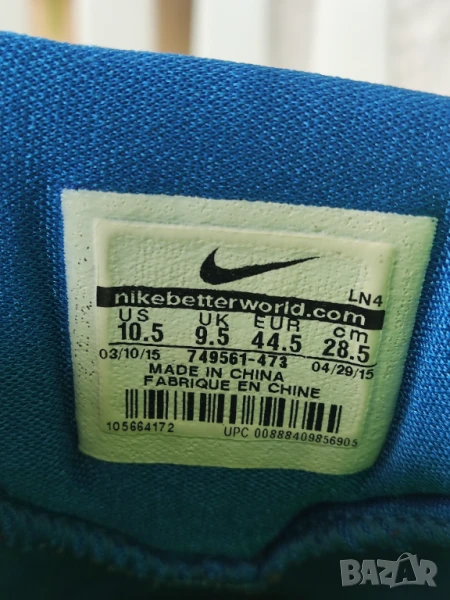 LN4
nikebetterworld.com
US UK EUR cm
10.5 9.5 44.5 28.5
03/10/15 749561-473 04/29/15
MADE IN CHINA
FABRIQUE EN CHINE
105664172 UPC 00888409856905
BAZAR